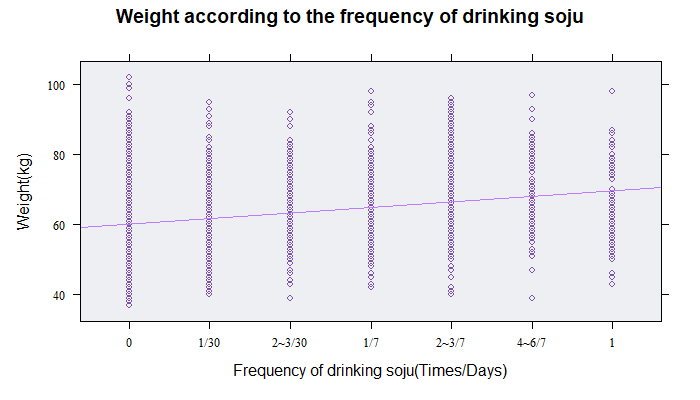 Weight according to the frequency of drinking soju
Weight(kg)
100
80
60
40
0 1/30 2~3/30 1/7 2~3/7 4~6/7 1
Frequency of drinking soju(Times/Days)